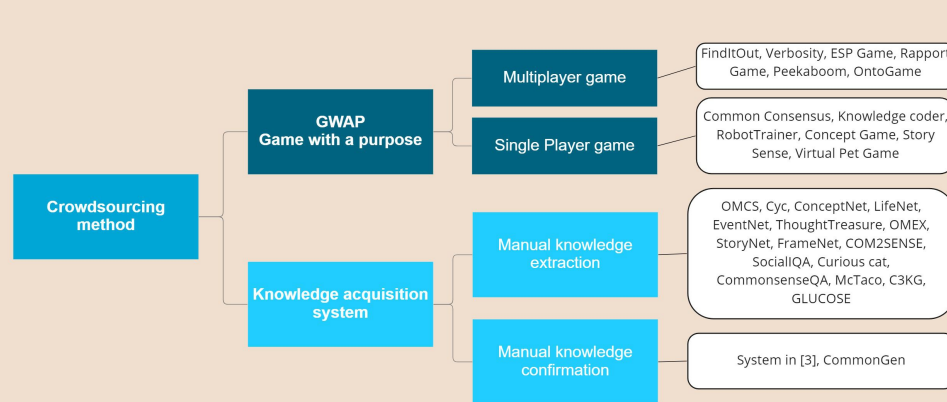 Crowdsourcing
method
GWAP
Game with a purpose
Multiplayer game
FindItOut, Verbosity, ESP Game, Rapport
Game, Peekaboom, OntoGame
Single Player game
Common Consensus, Knowledge coder,
RobotTrainer, Concept Game, Story
Sense, Virtual Pet Game
Knowledge acquisition
system
Manual knowledge
extraction
OMCS, Cyc, ConceptNet, LifeNet,
EventNet, ThoughtTreasure, OMEX,
StoryNet, FrameNet, COM2SENSE,
SocialIQA, Curious cat,
CommonsenseQA, McTaco, C3KG,
GLUCOSE
Manual knowledge
confirmation
System in [3], CommonGen